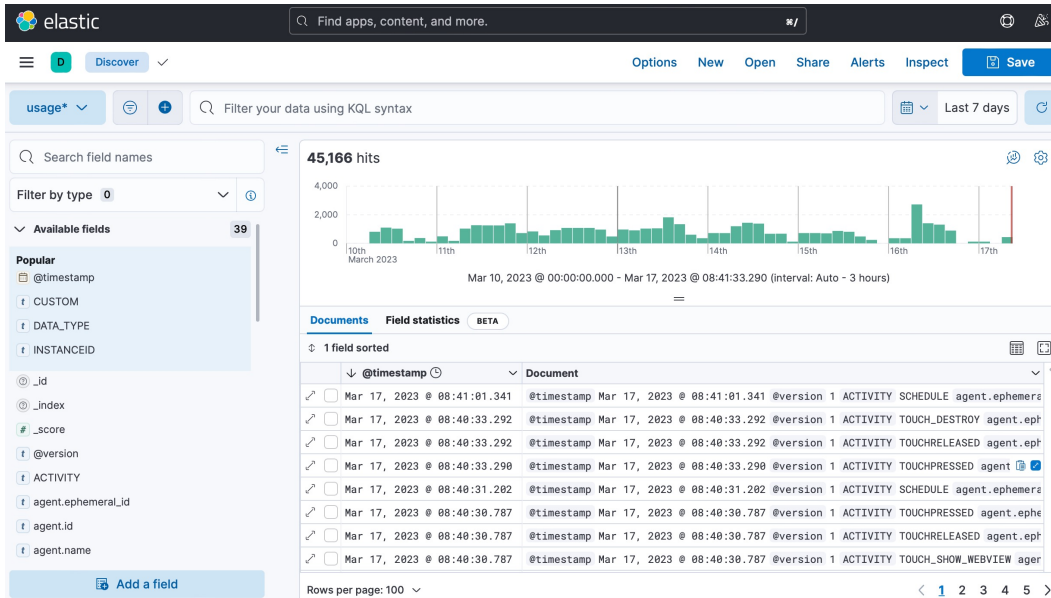 elastic
Find apps, content, and more.
⌘/
D
Discover
Options New Open Share Alerts Inspect Save
usage*
Filter your data using KQL syntax
Last 7 days
Search field names
Filter by type 0
Available fields 39
Popular
@timestamp
t CUSTOM
t DATA_TYPE
t INSTANCEID
_id
_index
# _score
t @version
t ACTIVITY
t agent.ephemeral_id
t agent.id
t agent.name
Add a field
45,166 hits
4,000
2,000
0
10th 11th 12th 13th 14th 15th 16th 17th
March 2023
Mar 10, 2023 @ 00:00:00.000 - Mar 17, 2023 @ 08:41:33.290 (interval: Auto - 3 hours)
Documents Field statistics BETA
1 field sorted
@timestamp Document
Mar 17, 2023 @ 08:41:01.341 @timestamp Mar 17, 2023 @ 08:41:01.341 @version 1 ACTIVITY SCHEDULE agent.ephemera
Mar 17, 2023 @ 08:40:33.292 @timestamp Mar 17, 2023 @ 08:40:33.292 @version 1 ACTIVITY TOUCH_DESTROY agent.eph
Mar 17, 2023 @ 08:40:33.292 @timestamp Mar 17, 2023 @ 08:40:33.292 @version 1 ACTIVITY TOUCHRELEASED agent.eph
Mar 17, 2023 @ 08:40:33.290 @timestamp Mar 17, 2023 @ 08:40:33.290 @version 1 ACTIVITY TOUCHPRESSED agent
Mar 17, 2023 @ 08:40:31.202 @timestamp Mar 17, 2023 @ 08:40:31.202 @version 1 ACTIVITY SCHEDULE agent.ephemera
Mar 17, 2023 @ 08:40:30.787 @timestamp Mar 17, 2023 @ 08:40:30.787 @version 1 ACTIVITY TOUCHPRESSED agent.ephe
Mar 17, 2023 @ 08:40:30.787 @timestamp Mar 17, 2023 @ 08:40:30.787 @version 1 ACTIVITY TOUCHRELEASED agent.eph
Mar 17, 2023 @ 08:40:30.787 @timestamp Mar 17, 2023 @ 08:40:30.787 @version 1 ACTIVITY TOUCH_SHOW_WEBVIEW ager
Rows per page: 100
1 2 3 4 5